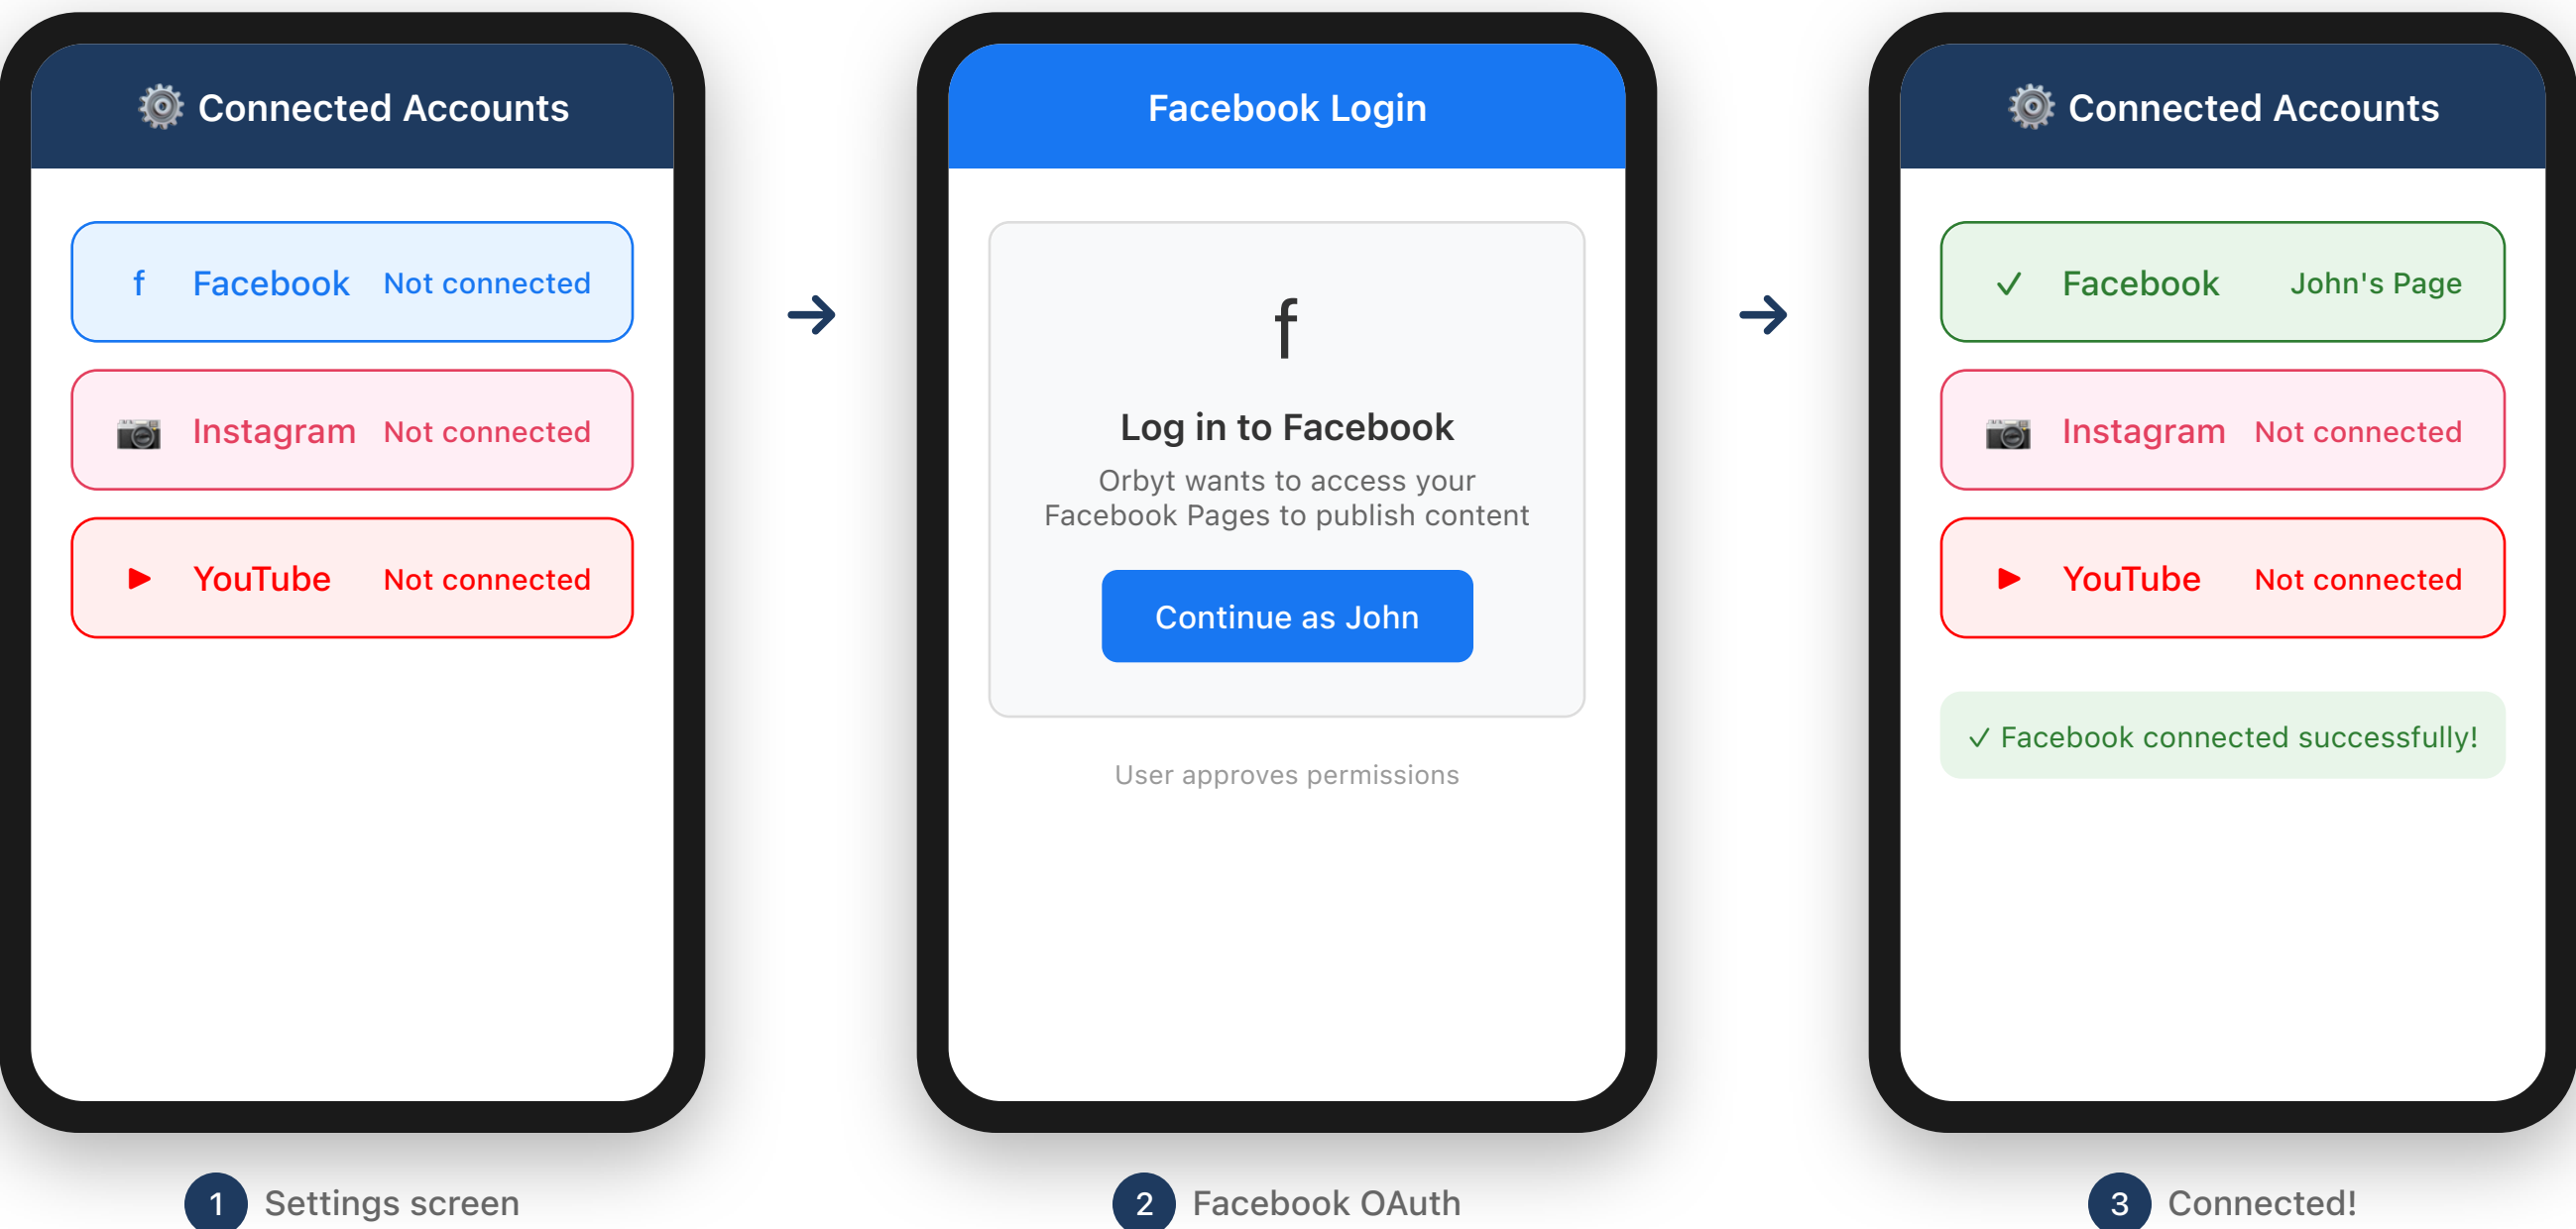 ⚙️ Connected Accounts
f Facebook Not connected
📷 Instagram Not connected
▶ YouTube Not connected
1 Settings screen
→
Facebook Login
f
Log in to Facebook
Orbyt wants to access your
Facebook Pages to publish content
Continue as John
User approves permissions
2 Facebook OAuth
→
⚙️ Connected Accounts
✓ Facebook John's Page
📷 Instagram Not connected
▶ YouTube Not connected
✓ Facebook connected successfully!
3 Connected!